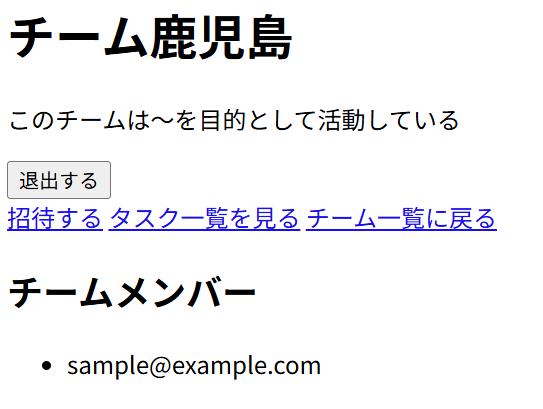 チーム鹿児島
このチームは〜を目的として活動している
退出する
招待する タスク一覧を見る チーム一覧に戻る
チームメンバー
sample@example.com